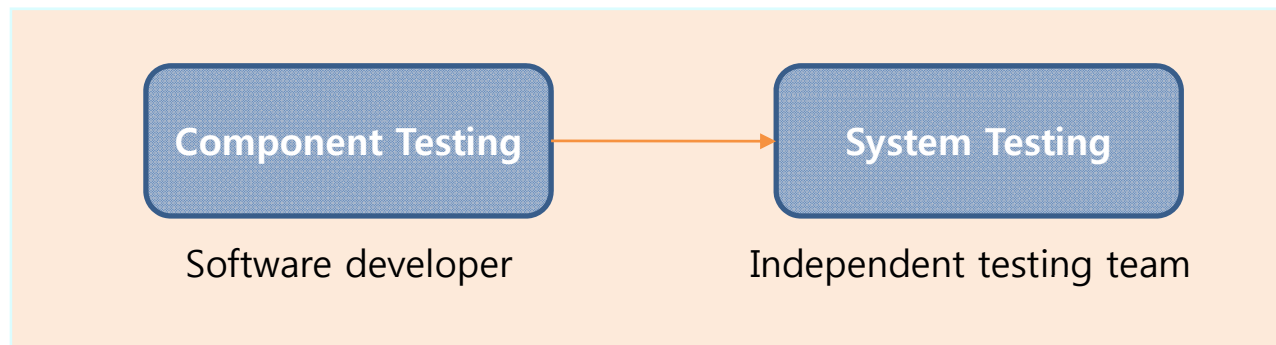 Component Testing
System Testing
Software developer
Independent testing team